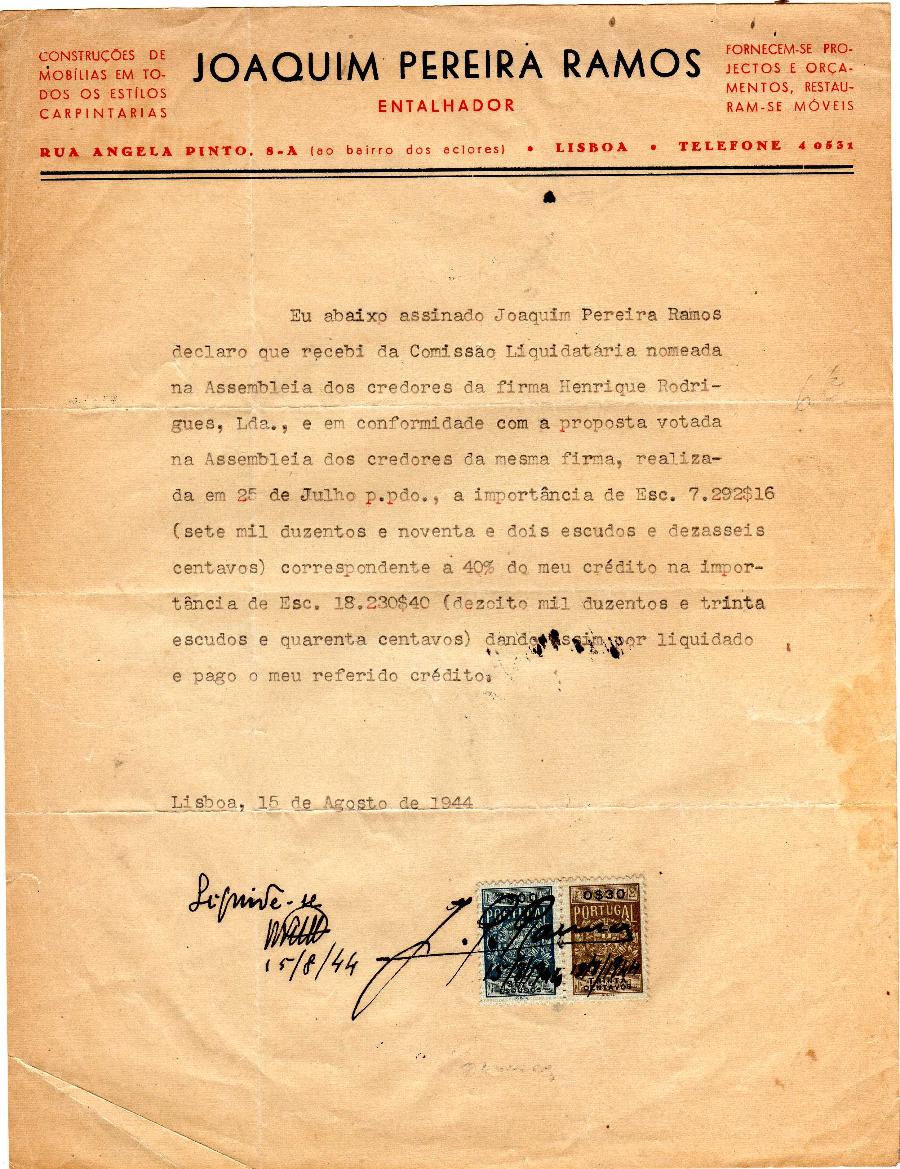 CONSTRUÇÕES DE
MOBÍLIAS EM TO-
DOS OS ESTÍLOS
CARPINTARIAS
JOAQUIM PEREIRA RAMOS
ENTALHADOR
FORNECEM-SE PRO-
JECTOS E ORÇA-
MENTOS, RESTAU-
RAM-SE MÓVEIS
RUA ANGELA PINTO, 8-A (ao bairro dos actores) • LISBOA • TELEFONE 4 0531
Eu abaixo assinado Joaquim Pereira Ramos
declaro que recebi da Comissão Liquidatária nomeada
na Assembleia dos credores da firma Henrique Rodri-
gues, Lda., e em conformidade com a proposta votada
na Assembleia dos credores da mesma firma, realiza-
da em 25 de Julho p.pdo., a importância de Esc. 7.292$16
(sete mil duzentos e noventa e dois escudos e dezasseis
centavos) correspondente a 40% do meu crédito na impor-
tância de Esc. 18.230$40 (dezoito mil duzentos e trinta
escudos e quarenta centavos) dando assim por liquidado
e pago o meu referido crédito.
Lisboa, 15 de Agosto de 1944
Liquide-se
15/8/44
0$30
PORTUGAL
PORTUGAL
J. P. Ramos
CENTAVOS